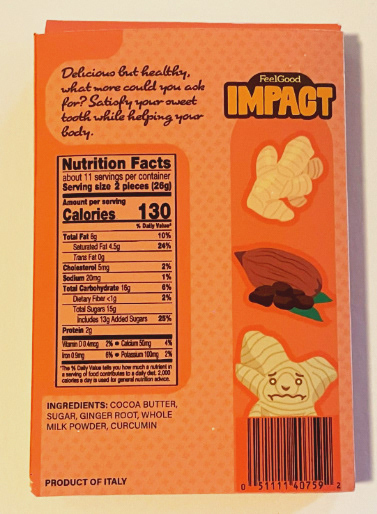 Delicious but healthy,
what more could you ask
for? Satisfy your sweet
tooth while helping your
body.
FeelGood
IMPACT
Nutrition Facts
about 11 servings per container
Serving size 2 pieces (26g)
Amount per serving
Calories 130
% Daily Value*
Total Fat 8g 10%
Saturated Fat 4.5g 24%
Trans Fat 0g
Cholesterol 5mg 2%
Sodium 20mg 1%
Total Carbohydrate 16g 6%
Dietary Fiber <1g 2%
Total Sugars 15g
Includes 13g Added Sugars 25%
Protein 2g
Vitamin D 0.4mcg 2% • Calcium 50mg 4%
Iron 0.9mg 6% • Potassium 100mg 2%
*The % Daily Value tells you how much a nutrient in
a serving of food contributes to a daily diet. 2,000
calories a day is used for general nutrition advice.
INGREDIENTS: COCOA BUTTER,
SUGAR, GINGER ROOT, WHOLE
MILK POWDER, CURCUMIN
PRODUCT OF ITALY
0 51111 40759 2